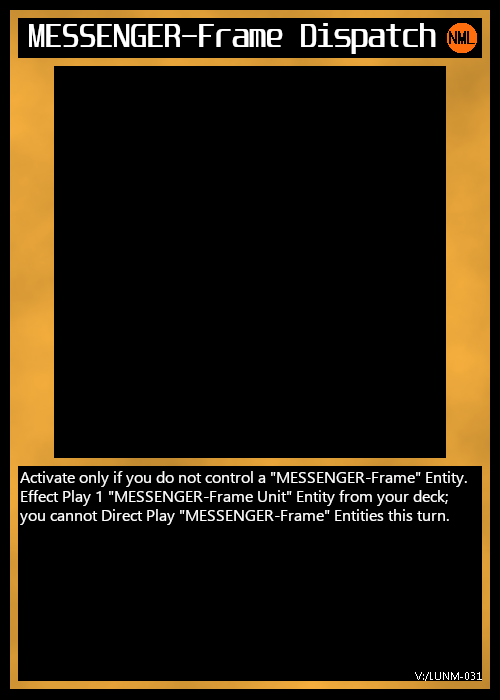 MESSENGER-Frame Dispatch NML
Activate only if you do not control a "MESSENGER-Frame" Entity.
Effect Play 1 "MESSENGER-Frame Unit" Entity from your deck;
you cannot Direct Play "MESSENGER-Frame" Entities this turn.
V:/LUNM-031